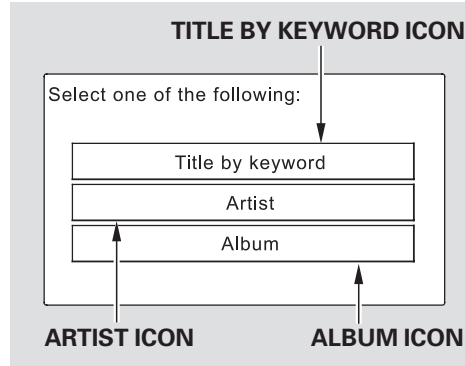 TITLE BY KEYWORD ICON
Select one of the following:
Title by keyword
Artist
Album
ARTIST ICON
ALBUM ICON